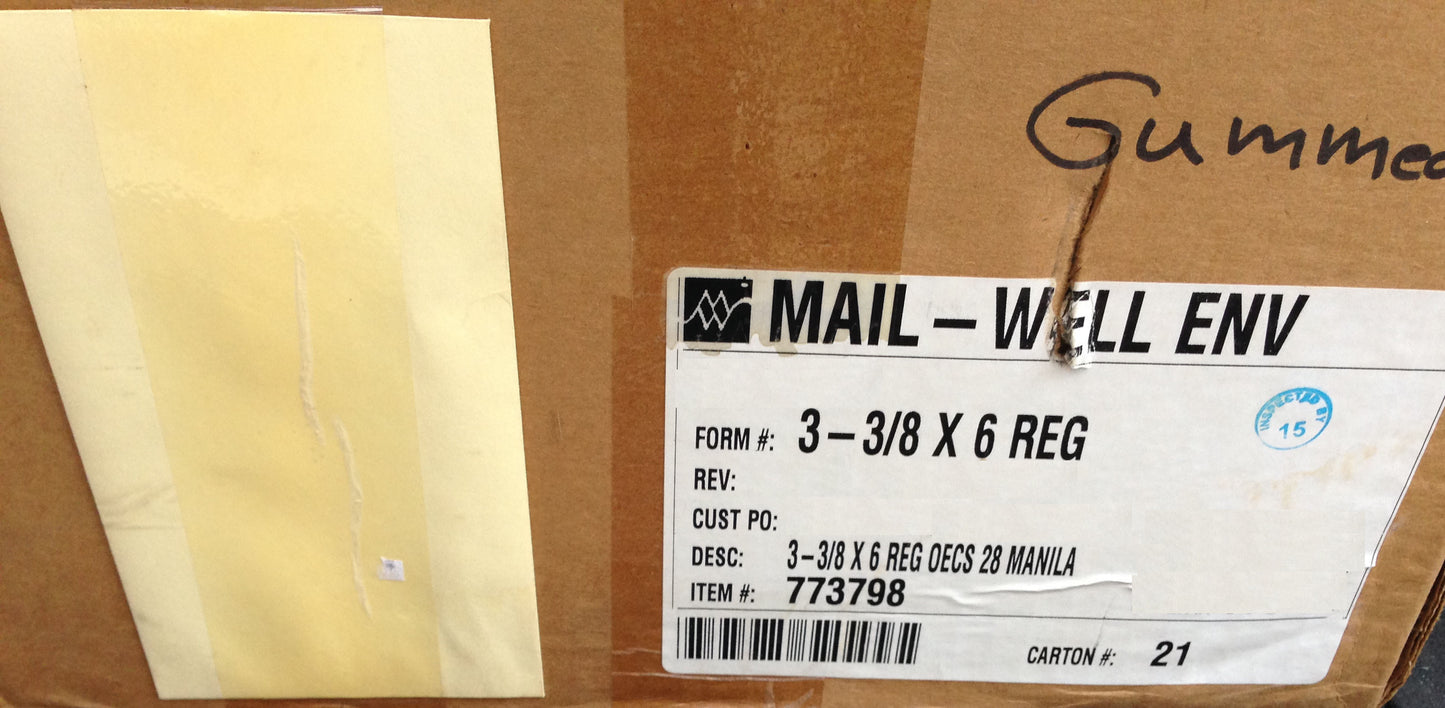 Gummed
MAIL-WELL ENV
FORM #: 3-3/8 X 6 REG
INSPECTED BY
15
REV:
CUST PO:
DESC: 3-3/8 X 6 REG OECS 28 MANILA
ITEM #: 773798
CARTON #: 21